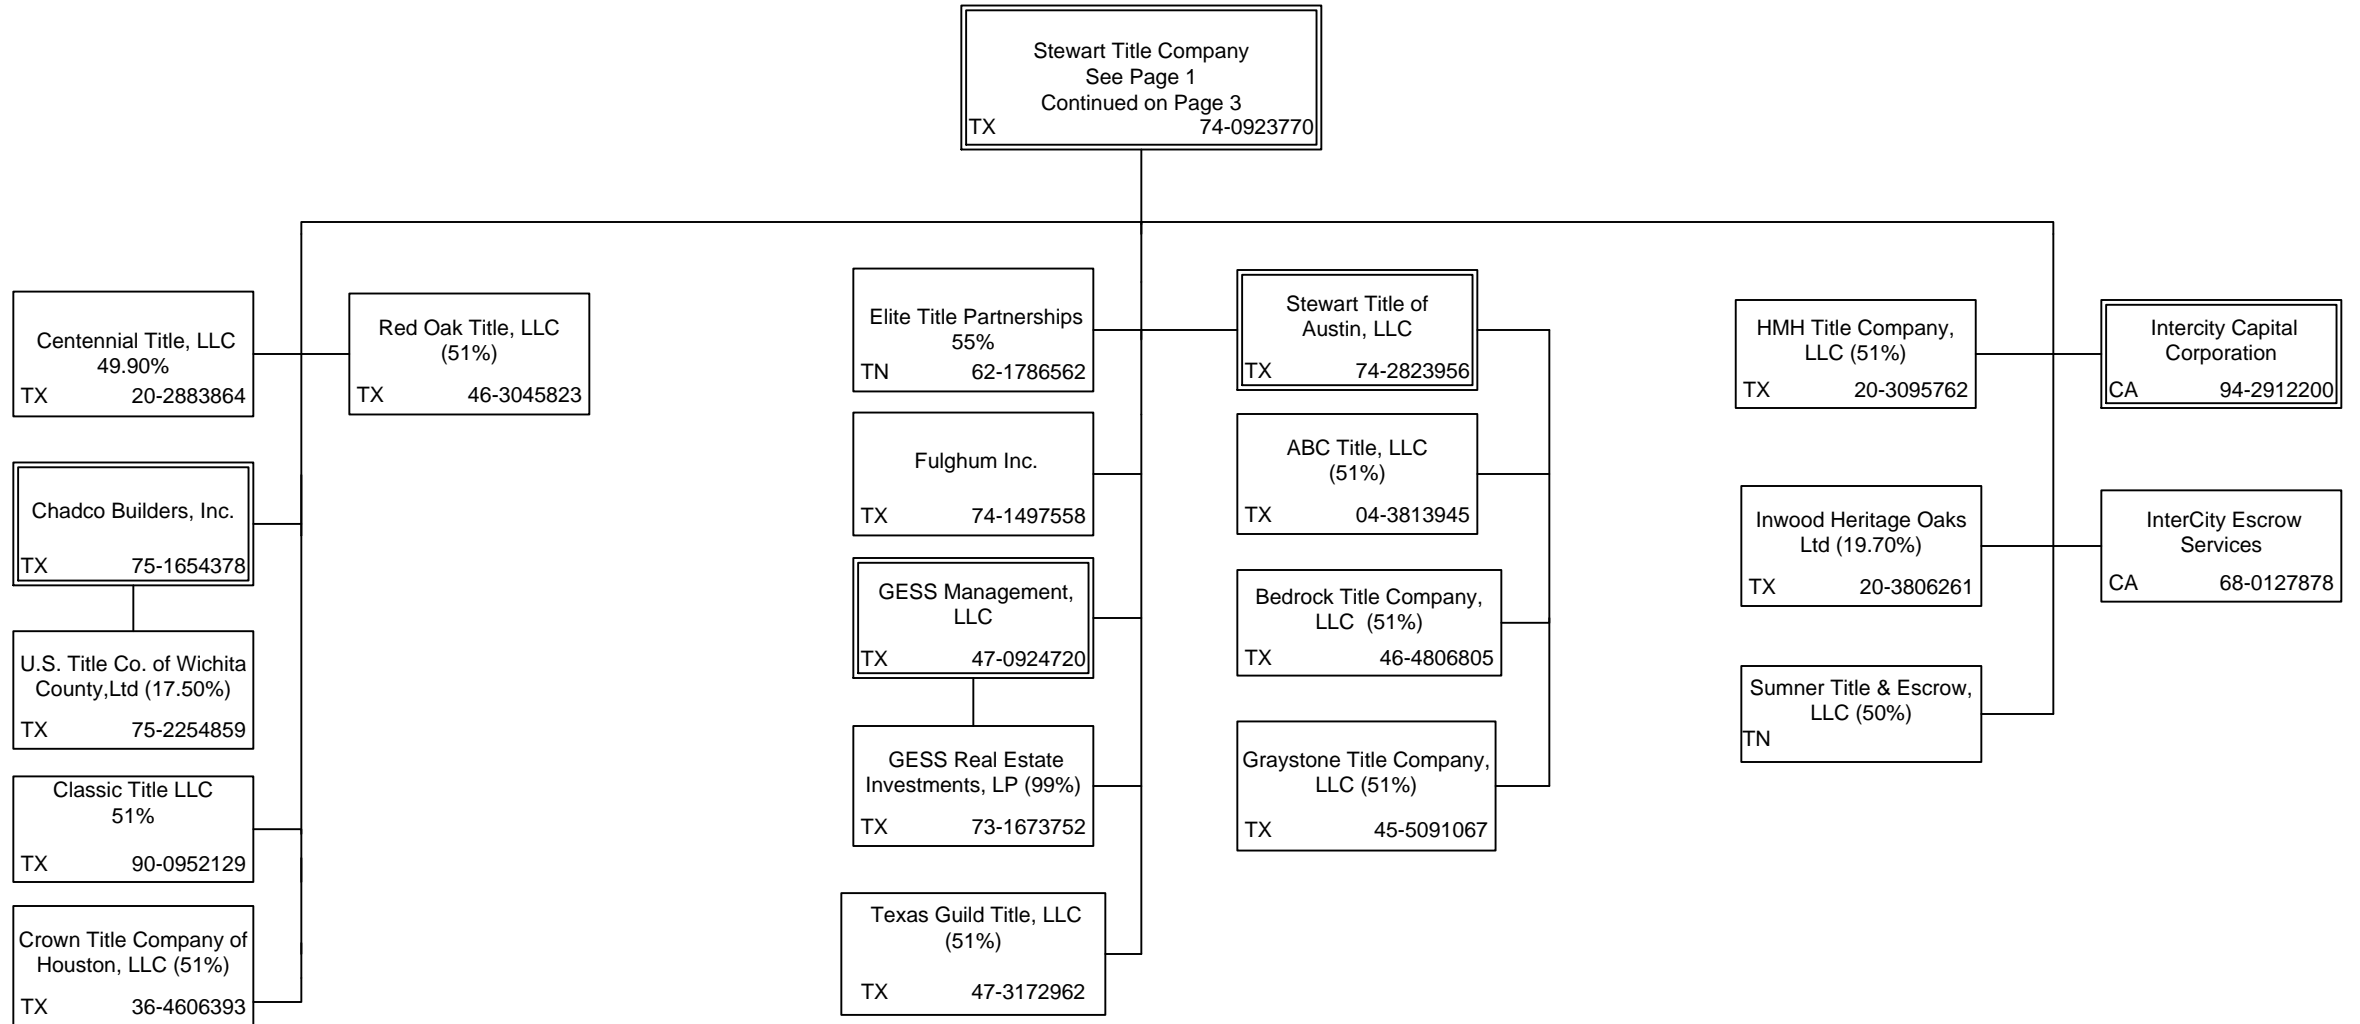 Stewart Title Company
See Page 1
Continued on Page 3
TX 74-0923770
Centennial Title, LLC
49.90%
TX 20-2883864
Red Oak Title, LLC
(51%)
TX 46-3045823
Chadco Builders, Inc.
TX 75-1654378
U.S. Title Co. of Wichita
County,Ltd (17.50%)
TX 75-2254859
Classic Title LLC
51%
TX 90-0952129
Crown Title Company of
Houston, LLC (51%)
TX 36-4606393
Elite Title Partnerships
55%
TN 62-1786562
Fulghum Inc.
TX 74-1497558
GESS Management,
LLC
TX 47-0924720
GESS Real Estate
Investments, LP (99%)
TX 73-1673752
Texas Guild Title, LLC
(51%)
TX 47-3172962
Stewart Title of
Austin, LLC
TX 74-2823956
ABC Title, LLC
(51%)
TX 04-3813945
Bedrock Title Company,
LLC (51%)
TX 46-4806805
Graystone Title Company,
LLC (51%)
TX 45-5091067
HMH Title Company,
LLC (51%)
TX 20-3095762
Inwood Heritage Oaks
Ltd (19.70%)
TX 20-3806261
Sumner Title & Escrow,
LLC (50%)
TN
Intercity Capital
Corporation
CA 94-2912200
InterCity Escrow
Services
CA 68-0127878